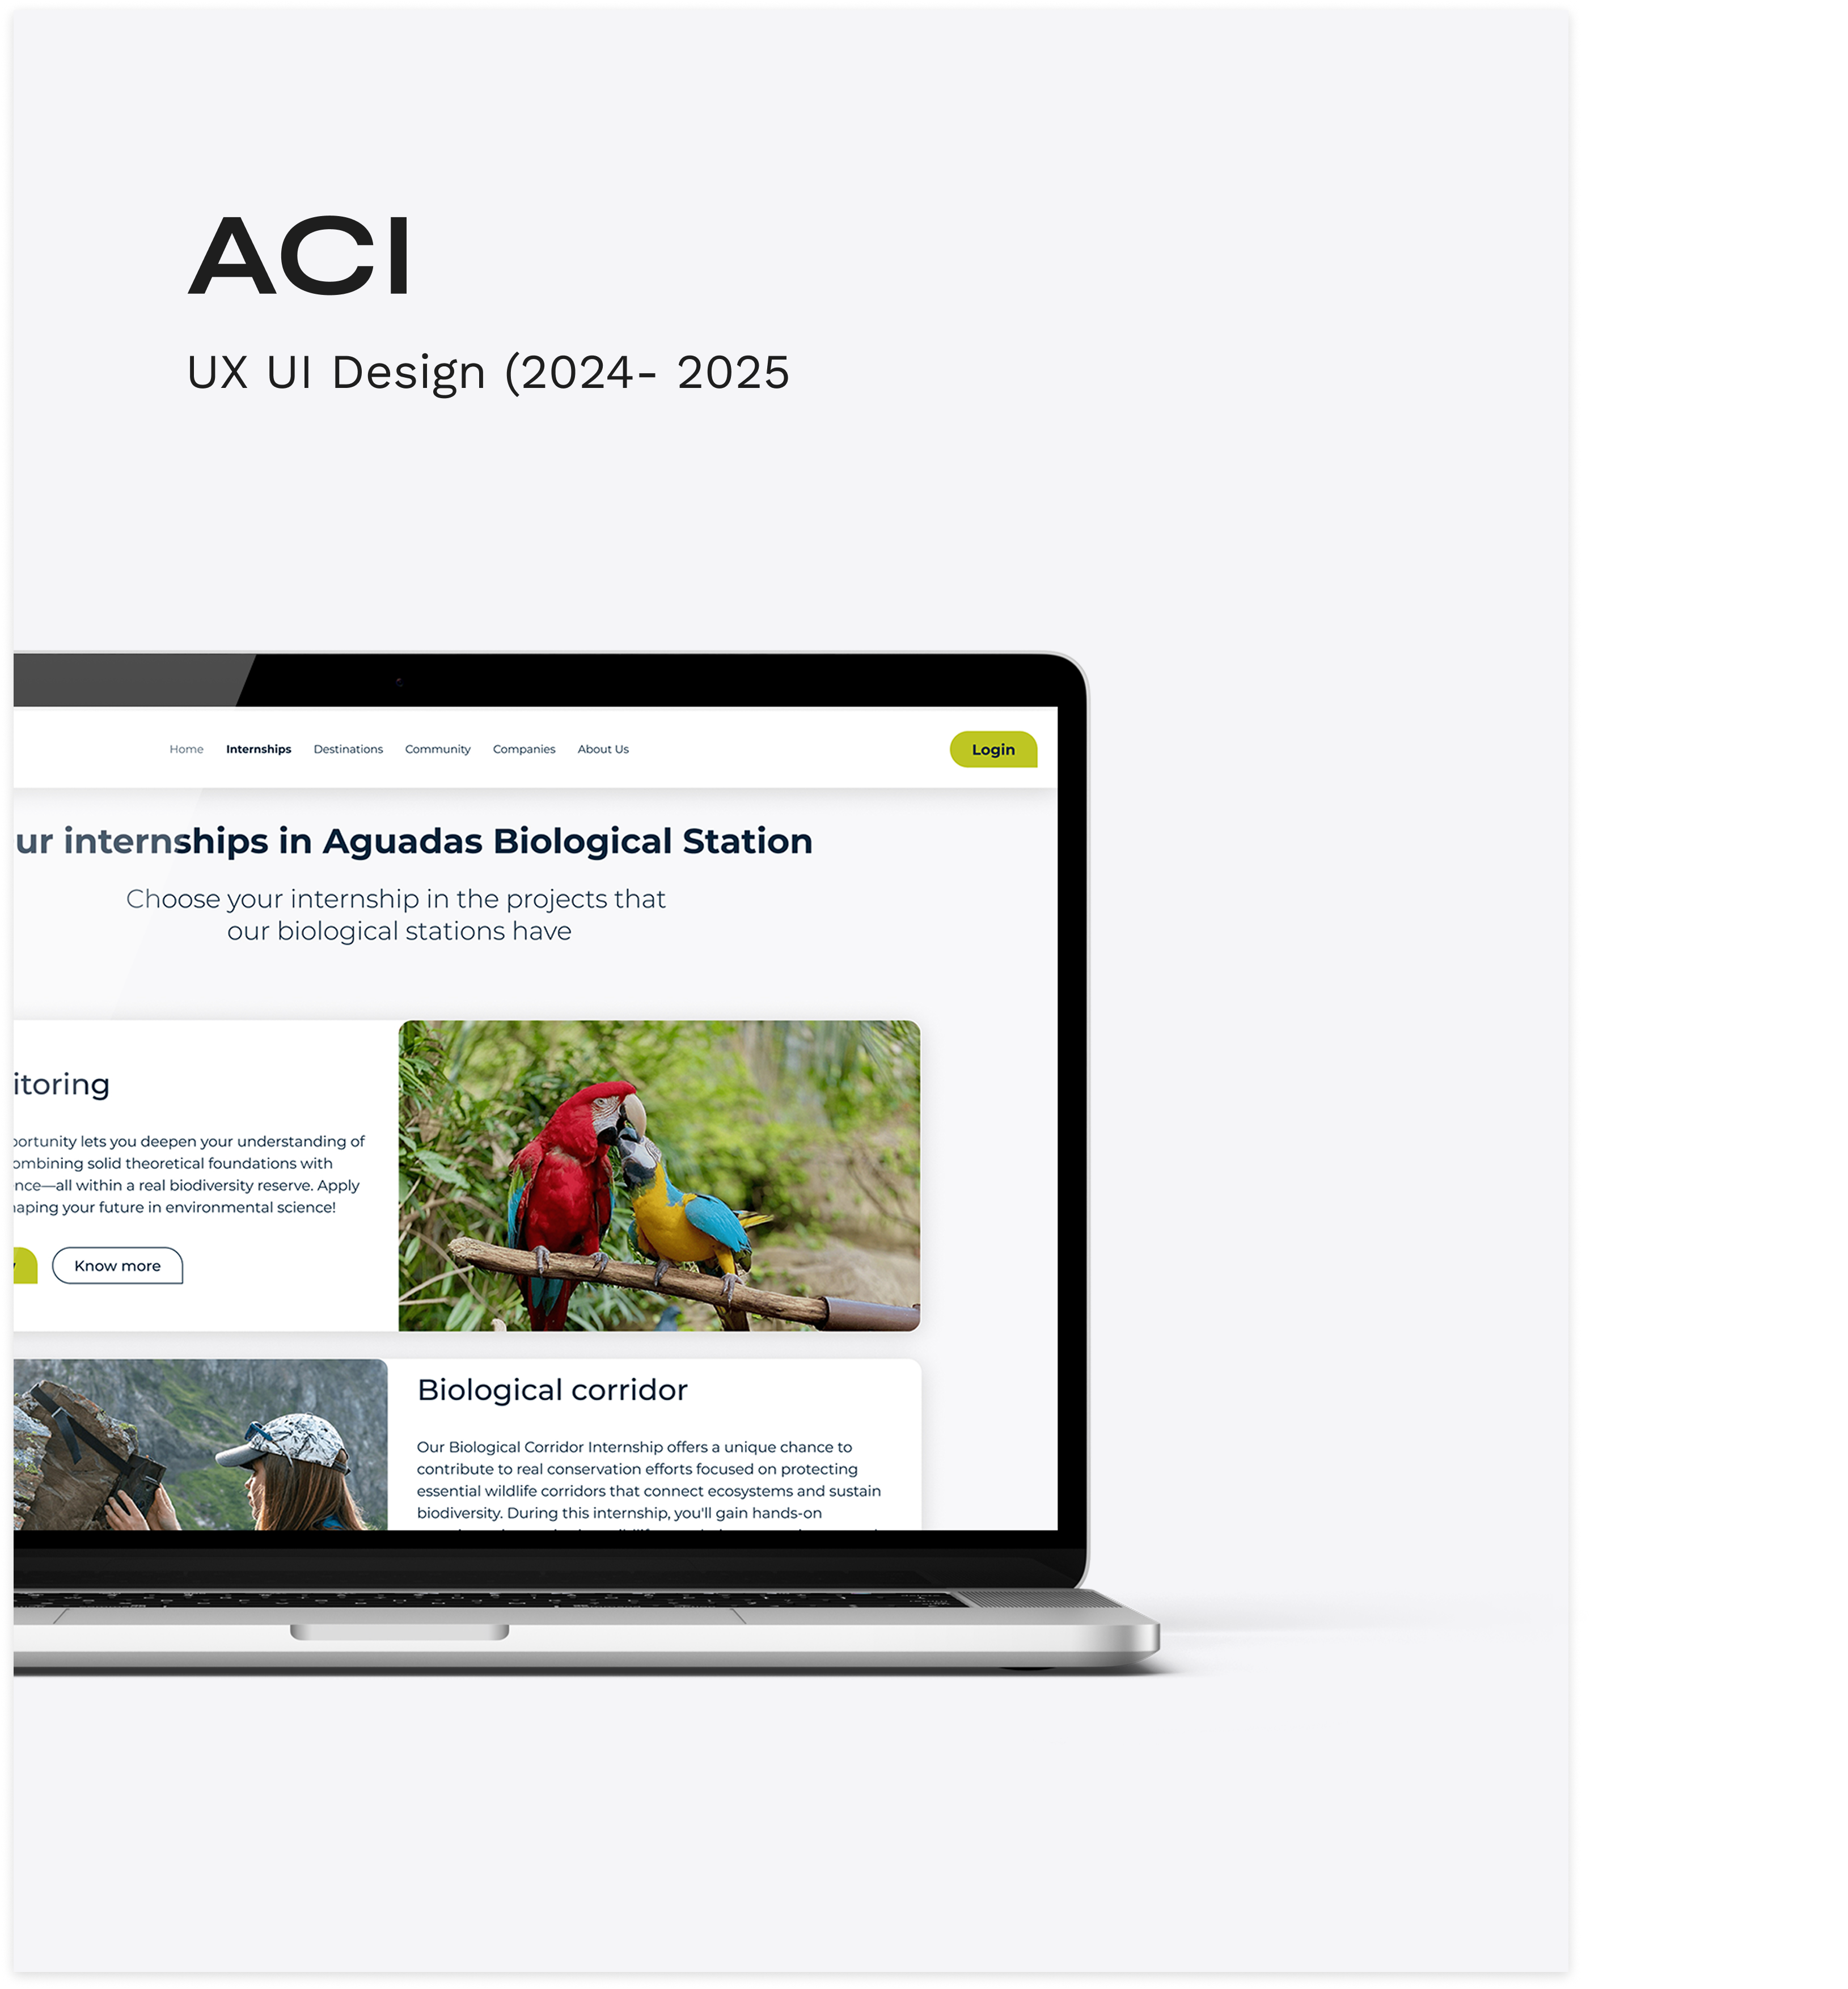 ACI
UX UI Design (2024- 2025
Home Internships Destinations Community Companies About Us Login
ur internships in Aguadas Biological Station
Choose your internship in the projects that
our biological stations have
itoring
portunity lets you deepen your understanding of
ombining solid theoretical foundations with
nce—all within a real biodiversity reserve. Apply
haping your future in environmental science!
Know more
Biological corridor
Our Biological Corridor Internship offers a unique chance to
contribute to real conservation efforts focused on protecting
essential wildlife corridors that connect ecosystems and sustain
biodiversity. During this internship, you'll gain hands-on